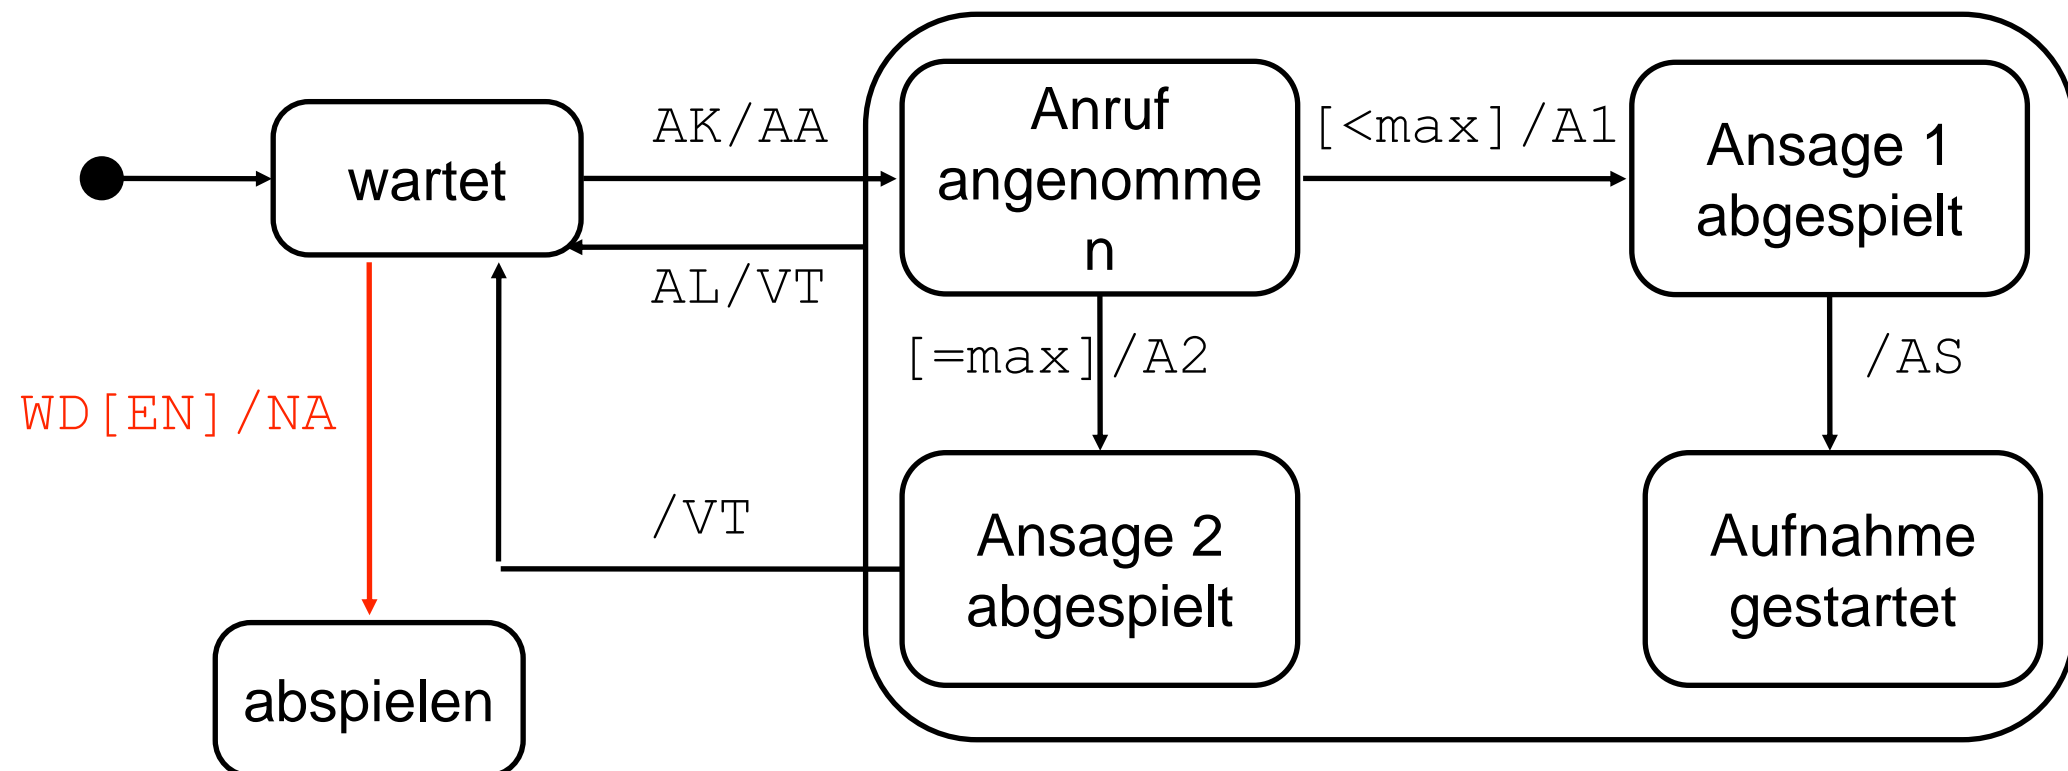 wartet
AK/AA
Anruf
angenomme
n
[<max]/A1
Ansage 1
abgespielt
AL/VT
[=max]/A2
/AS
WD[EN]/NA
/VT
Ansage 2
abgespielt
Aufnahme
gestartet
abspielen